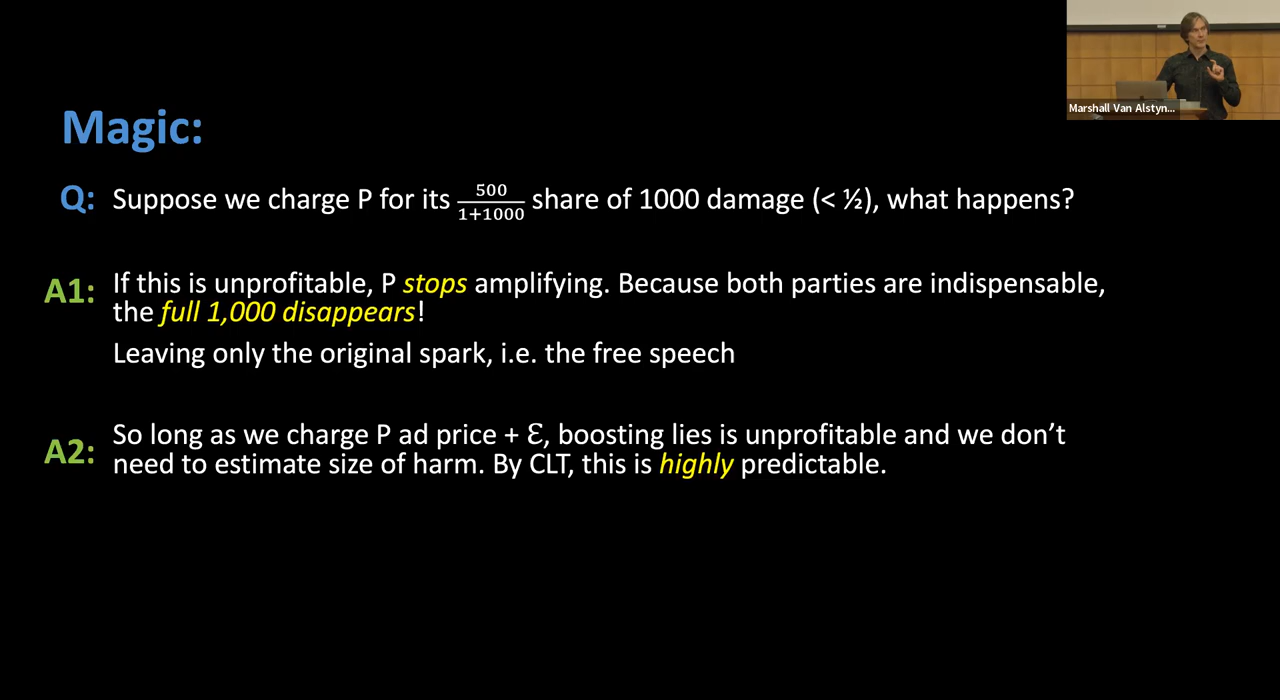 Marshall Van Alstyn...
Magic:
Q: Suppose we charge P for its 500/1+1000 share of 1000 damage (< ½), what happens?
A1: If this is unprofitable, P stops amplifying. Because both parties are indispensable,
the full 1,000 disappears!
Leaving only the original spark, i.e. the free speech
A2: So long as we charge P ad price + Ɛ, boosting lies is unprofitable and we don’t
need to estimate size of harm. By CLT, this is highly predictable.